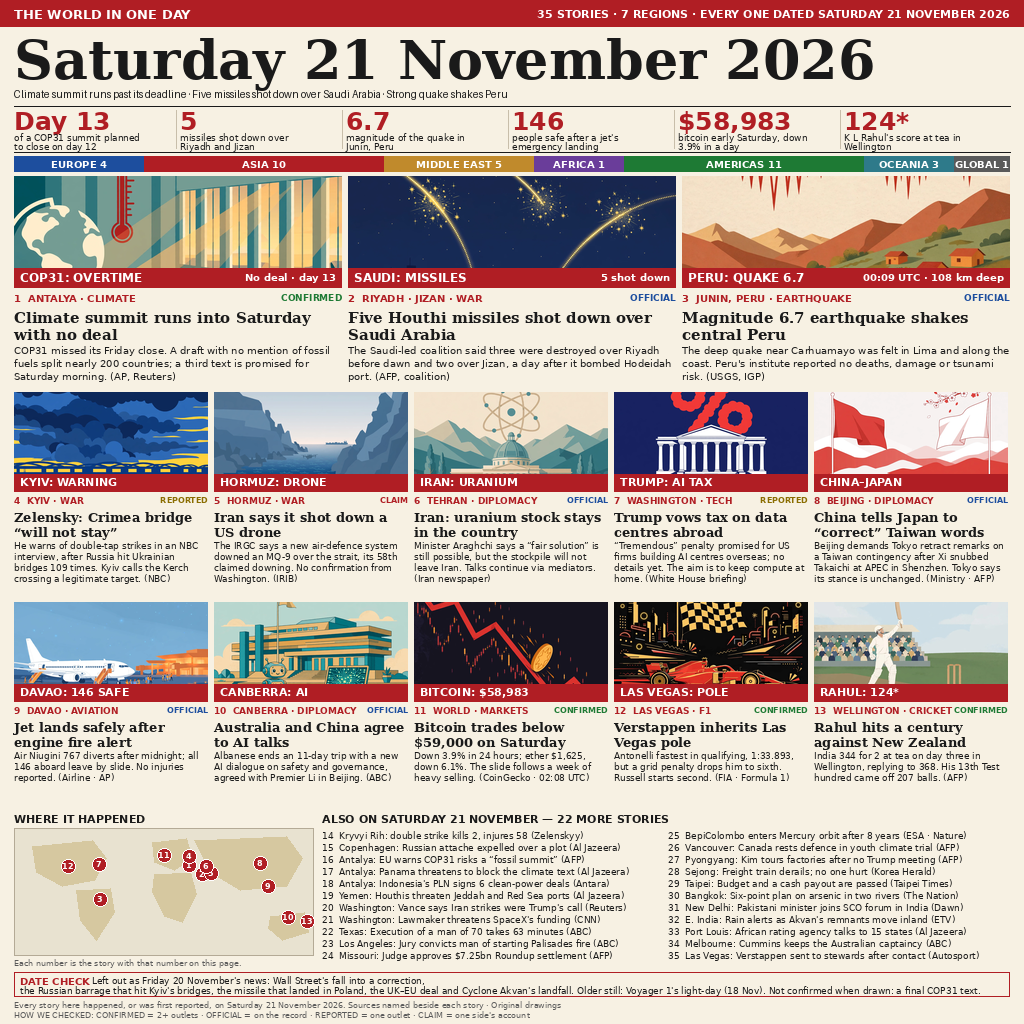 THE WORLD IN ONE DAY
35 STORIES · 7 REGIONS · EVERY ONE DATED SATURDAY 21 NOVEMBER 2026
Saturday 21 November 2026
Climate summit runs past its deadline · Five missiles shot down over Saudi Arabia · Strong quake shakes Peru
Day 13
of a COP31 summit planned
to close on day 12
5
missiles shot down over
Riyadh and Jizan
6.7
magnitude of the quake in
Junin, Peru
146
people safe after a jet's
emergency landing
$58,983
bitcoin early Saturday, down
3.9% in a day
124*
K L Rahul's score at tea in
Wellington
EUROPE 4
ASIA 10
MIDDLE EAST 5
AFRICA 1
AMERICAS 11
OCEANIA 3
GLOBAL 1
COP31: OVERTIME
No deal · day 13
1 ANTALYA · CLIMATE
CONFIRMED
Climate summit runs into Saturday
with no deal
COP31 missed its Friday close. A draft with no mention of fossil
fuels split nearly 200 countries; a third text is promised for
Saturday morning. (AP, Reuters)
SAUDI: MISSILES
5 shot down
2 RIYADH · JIZAN · WAR
OFFICIAL
Five Houthi missiles shot down over
Saudi Arabia
The Saudi-led coalition said three were destroyed over Riyadh
before dawn and two over Jizan, a day after it bombed Hodeidah
port. (AFP, coalition)
PERU: QUAKE 6.7
00:09 UTC · 108 km deep
3 JUNIN, PERU · EARTHQUAKE
OFFICIAL
Magnitude 6.7 earthquake shakes
central Peru
The deep quake near Carhuamayo was felt in Lima and along the
coast. Peru's institute reported no deaths, damage or tsunami
risk. (USGS, IGP)
KYIV: WARNING
4 KYIV · WAR
REPORTED
Zelensky: Crimea bridge
“will not stay”
He warns of double-tap strikes in an NBC
interview, after Russia hit Ukrainian
bridges 109 times. Kyiv calls the Kerch
crossing a legitimate target. (NBC)
HORMUZ: DRONE
5 HORMUZ · WAR
CLAIM
Iran says it shot down a
US drone
The IRGC says a new air-defence system
downed an MQ-9 over the strait, its 58th
claimed downing. No confirmation from
Washington. (IRIB)
IRAN: URANIUM
6 TEHRAN · DIPLOMACY
OFFICIAL
Iran: uranium stock stays
in the country
Minister Araghchi says a “fair solution” is
still possible, but the stockpile will not
leave Iran. Talks continue via mediators.
(Iran newspaper)
TRUMP: AI TAX
7 WASHINGTON · TECH
REPORTED
Trump vows tax on data
centres abroad
“Tremendous” penalty promised for US
firms building AI centres overseas; no
details yet. The aim is to keep compute at
home. (White House briefing)
CHINA–JAPAN
8 BEIJING · DIPLOMACY
OFFICIAL
China tells Japan to
“correct” Taiwan words
Beijing demands Tokyo retract remarks on
a Taiwan contingency after Xi snubbed
Takaichi at APEC in Shenzhen. Tokyo says
its stance is unchanged. (Ministry · AFP)
DAVAO: 146 SAFE
9 DAVAO · AVIATION
OFFICIAL
Jet lands safely after
engine fire alert
Air Niugini 767 diverts after midnight; all
146 aboard leave by slide. No injuries
reported. (Airline · AP)
CANBERRA: AI
10 CANBERRA · DIPLOMACY
OFFICIAL
Australia and China agree
to AI talks
Albanese ends an 11-day trip with a new
AI dialogue on safety and governance,
agreed with Premier Li in Beijing. (ABC)
BITCOIN: $58,983
11 WORLD · MARKETS
CONFIRMED
Bitcoin trades below
$59,000 on Saturday
Down 3.9% in 24 hours; ether $1,625,
down 6.1%. The slide follows a week of
heavy selling. (CoinGecko · 02:08 UTC)
LAS VEGAS: POLE
12 LAS VEGAS · F1
CONFIRMED
Verstappen inherits Las
Vegas pole
Antonelli fastest in qualifying, 1:33.893,
but a grid penalty drops him to sixth.
Russell starts second. (FIA · Formula 1)
RAHUL: 124*
13 WELLINGTON · CRICKET
CONFIRMED
Rahul hits a century
against New Zealand
India 344 for 2 at tea on day three in
Wellington, replying to 368. His 13th Test
hundred came off 207 balls. (AFP)
WHERE IT HAPPENED
12
7
3
11
4
1
6
2
5
8
9
10
13
Each number is the story with that number on this page.
ALSO ON SATURDAY 21 NOVEMBER — 22 MORE STORIES
14 Kryvyi Rih: double strike kills 2, injures 58 (Zelenskyy)
15 Copenhagen: Russian attache expelled over a plot (Al Jazeera)
16 Antalya: EU warns COP31 risks a “fossil summit” (AFP)
17 Antalya: Panama threatens to block the climate text (Al Jazeera)
18 Antalya: Indonesia's PLN signs 6 clean-power deals (Antara)
19 Yemen: Houthis threaten Jeddah and Red Sea ports (Al Jazeera)
20 Washington: Vance says Iran strikes were Trump's call (Reuters)
21 Washington: Lawmaker threatens SpaceX's funding (CNN)
22 Texas: Execution of a man of 70 takes 63 minutes (ABC)
23 Los Angeles: Jury convicts man of starting Palisades fire (ABC)
24 Missouri: Judge approves $7.25bn Roundup settlement (AFP)
25 BepiColombo enters Mercury orbit after 8 years (ESA · Nature)
26 Vancouver: Canada rests defence in youth climate trial (AFP)
27 Pyongyang: Kim tours factories after no Trump meeting (AFP)
28 Sejong: Freight train derails; no one hurt (Korea Herald)
29 Taipei: Budget and a cash payout are passed (Taipei Times)
30 Bangkok: Six-point plan on arsenic in two rivers (The Nation)
31 New Delhi: Pakistani minister joins SCO forum in India (Dawn)
32 E. India: Rain alerts as Akvan's remnants move inland (ETV)
33 Port Louis: African rating agency talks to 15 states (Al Jazeera)
34 Melbourne: Cummins keeps the Australian captaincy (ABC)
35 Las Vegas: Verstappen sent to stewards after contact (Autosport)
DATE CHECK Left out as Friday 20 November's news: Wall Street's fall into a correction,
the Russian barrage that hit Kyiv's bridges, the missile that landed in Poland, the UK–EU deal and Cyclone Akvan's landfall. Older still: Voyager 1's light-day (18 Nov). Not confirmed when drawn: a final COP31 text.
Every story here happened, or was first reported, on Saturday 21 November 2026. Sources named beside each story · Original drawings
HOW WE CHECKED: CONFIRMED = 2+ outlets · OFFICIAL = on the record · REPORTED = one outlet · CLAIM = one side's account